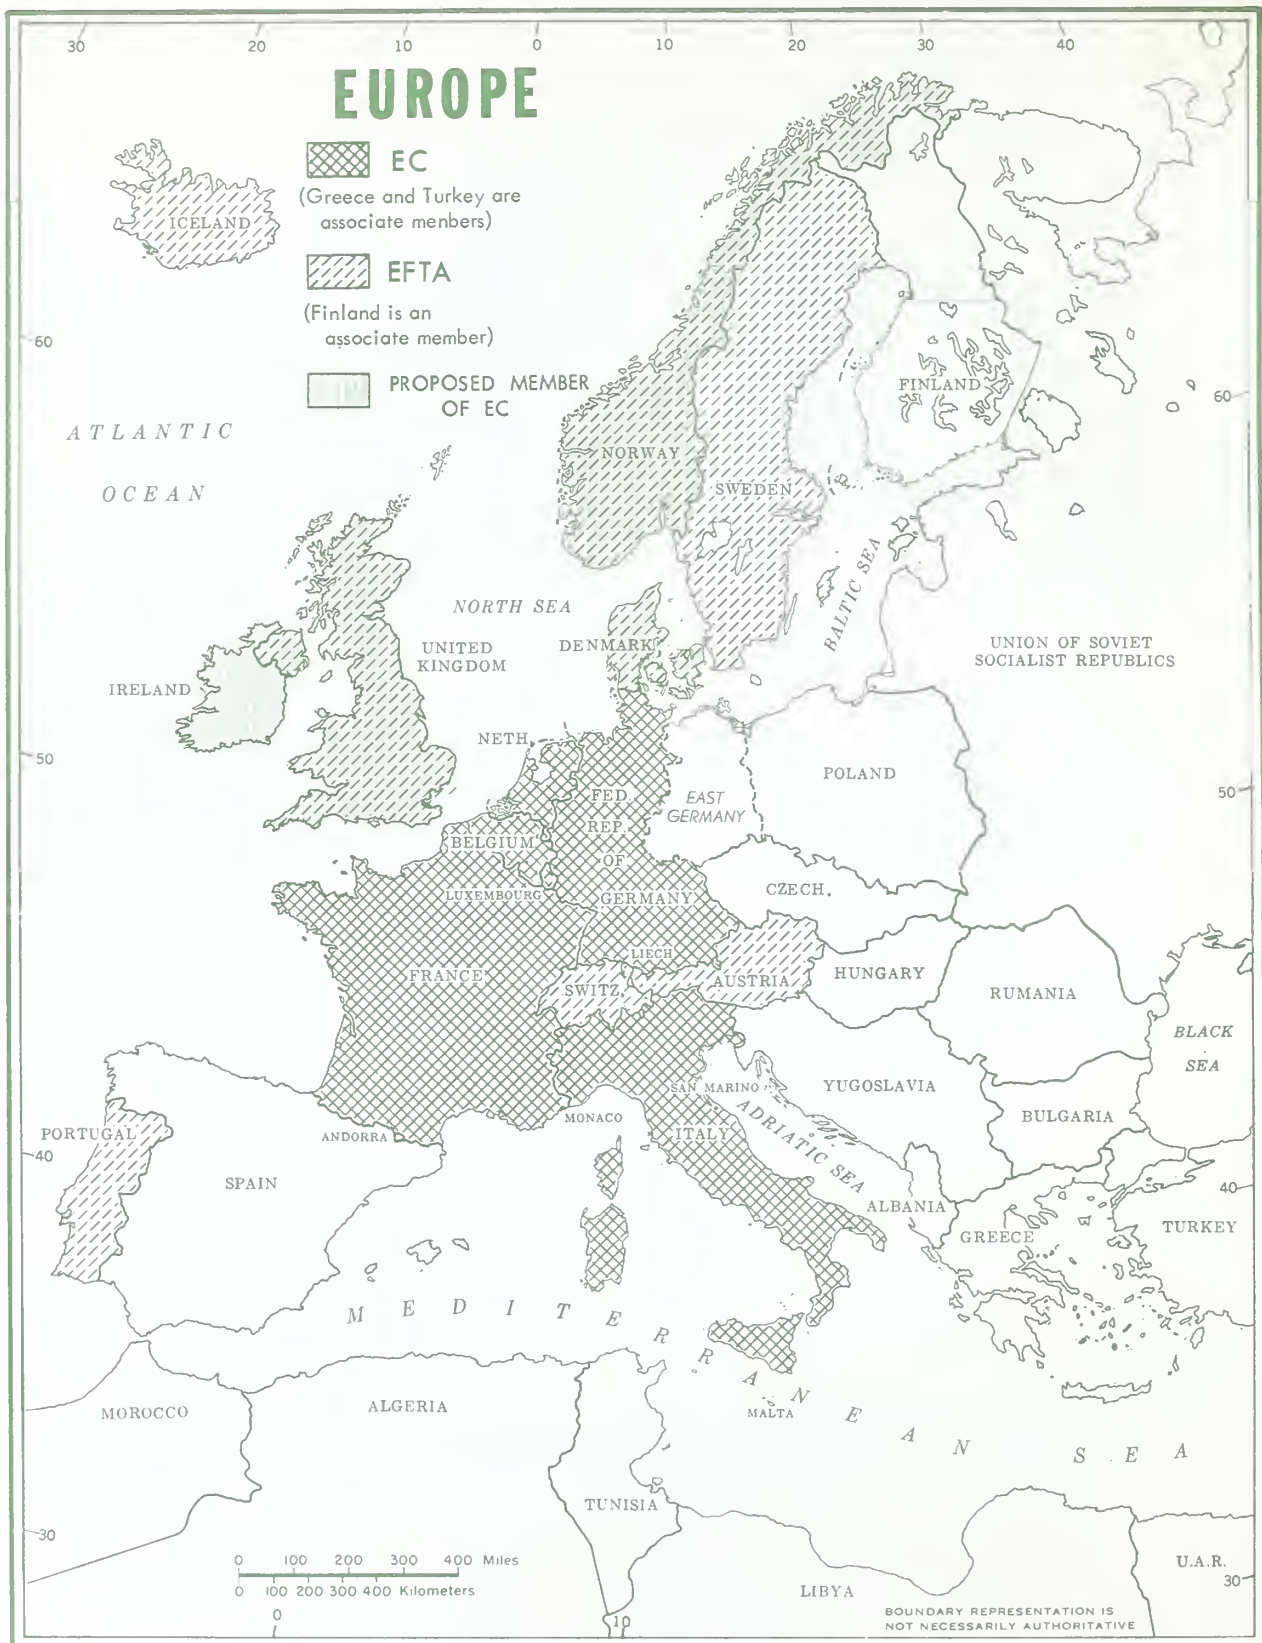 30 20 10 0 10 20 30 40
EUROPE
EC
(Greece and Turkey are
associate menbers)
EFTA
(Finland is an
associate member)
PROPOSED MEMBER
OF EC
ICELAND
60
60
ATLANTIC
OCEAN
FINLAND
NORWAY
SWEDEN
BALTIC SEA
NORTH SEA
DENMARK
UNITED
KINGDOM
IRELAND
UNION OF SOVIET
SOCIALIST REPUBLICS
NETH.
50
50
POLAND
EAST
GERMANY
FED.
REP.
OF
GERMANY
BELGIUM
LUXEMBOURG
CZECH.
LIECH
FRANCE
SWITZ.
AUSTRIA
HUNGARY
RUMANIA
BLACK
SEA
SAN MARINO
YUGOSLAVIA
BULGARIA
MONACO
ANDORRA
ITALY
ADRIATIC SEA
PORTUGAL
40
40
SPAIN
ALBANIA
GREECE
TURKEY
MEDITERRANEAN SEA
MALTA
MOROCCO
ALGERIA
TUNISIA
30
30
LIBYA
U.A.R.
0 100 200 300 400 Miles
0 100 200 300 400 Kilometers
0
10
BOUNDARY REPRESENTATION IS
NOT NECESSARILY AUTHORITATIVE